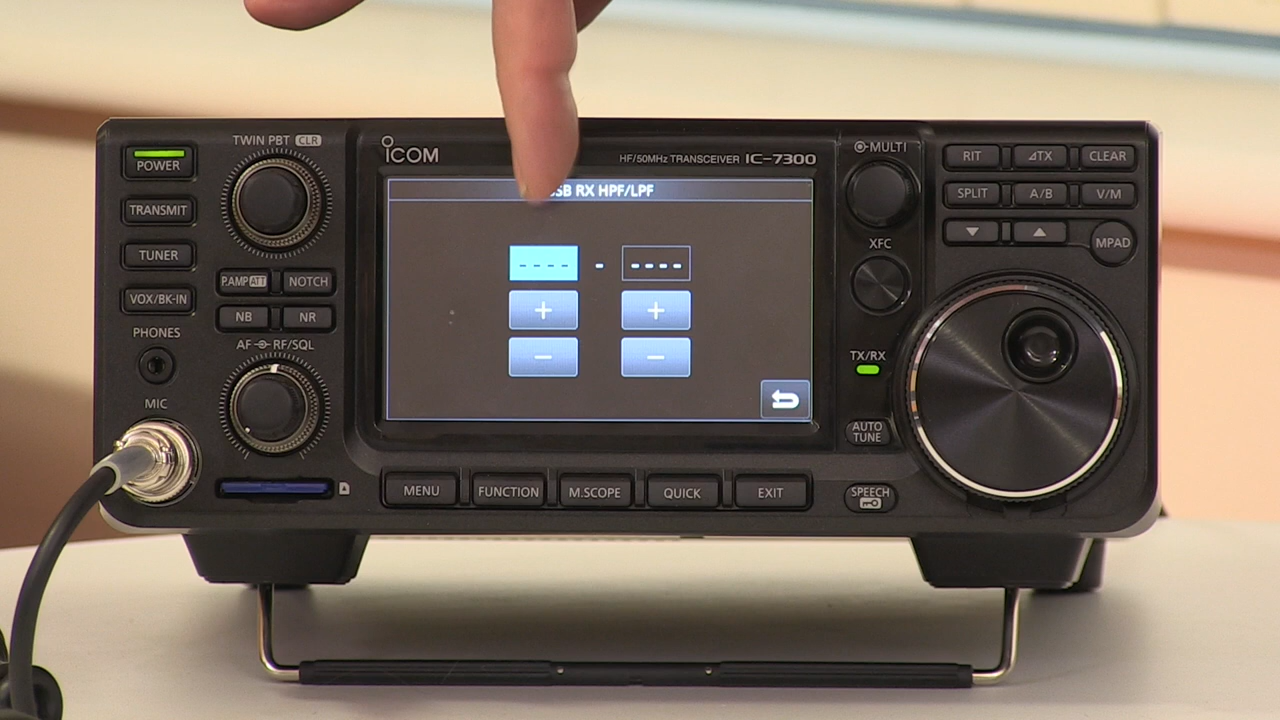 TWIN PBT CLR
POWER
TRANSMIT
TUNER
VOX/BK-IN
P.AMP ATT
NOTCH
NB
NR
PHONES
AF RF/SQL
MIC
ICOM
HF/50MHz TRANSCEIVER IC-7300
RX HPF/LPF
---- - ----
+ +
- -
MENU
FUNCTION
M.SCOPE
QUICK
EXIT
MULTI
XFC
TX/RX
AUTO
TUNE
SPEECH
RIT
⊿TX
CLEAR
SPLIT
A/B
V/M
MPAD